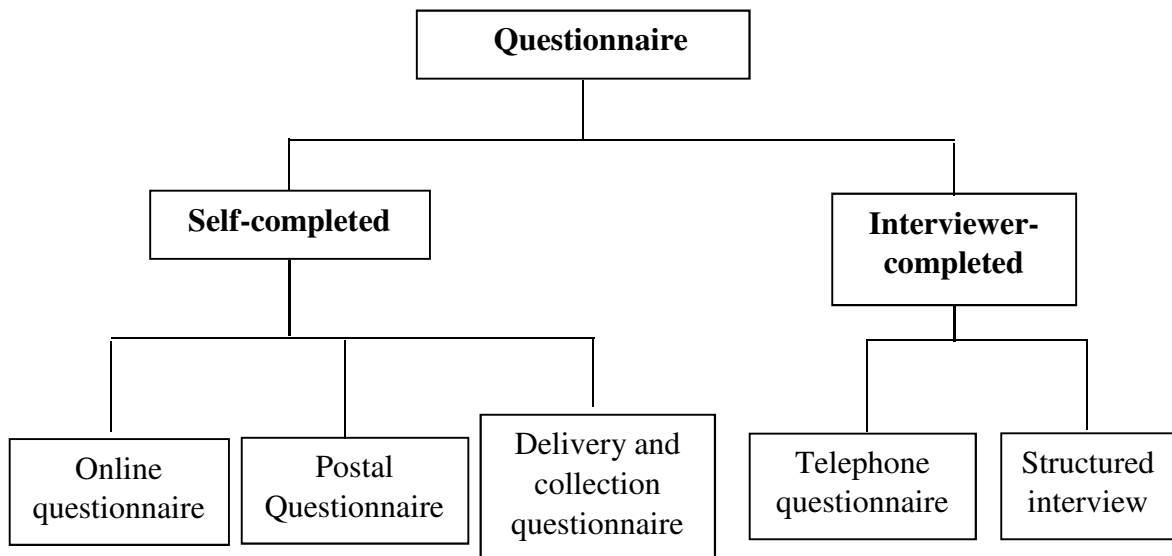 Questionnaire
Self-completed
Interviewer-
completed
Online
questionnaire
Postal
Questionnaire
Delivery and
collection
questionnaire
Telephone
questionnaire
Structured
interview